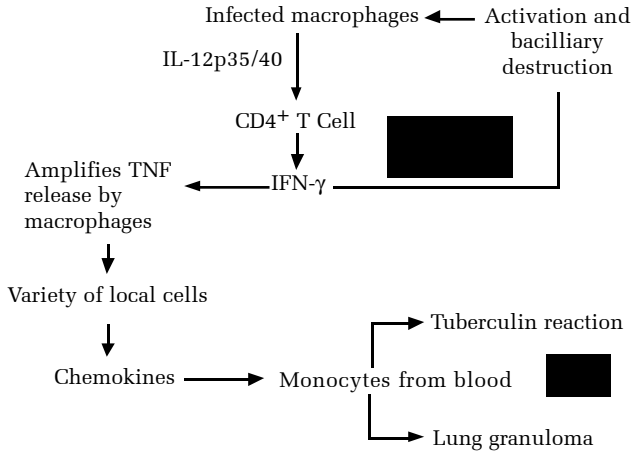 Infected macrophages
Activation and
bacilliary
destruction
IL-12p35/40
CD4+ T Cell
Amplifies TNF
release by
macrophages
IFN-γ
Variety of local cells
Chemokines
Monocytes from blood
Tuberculin reaction
Lung granuloma